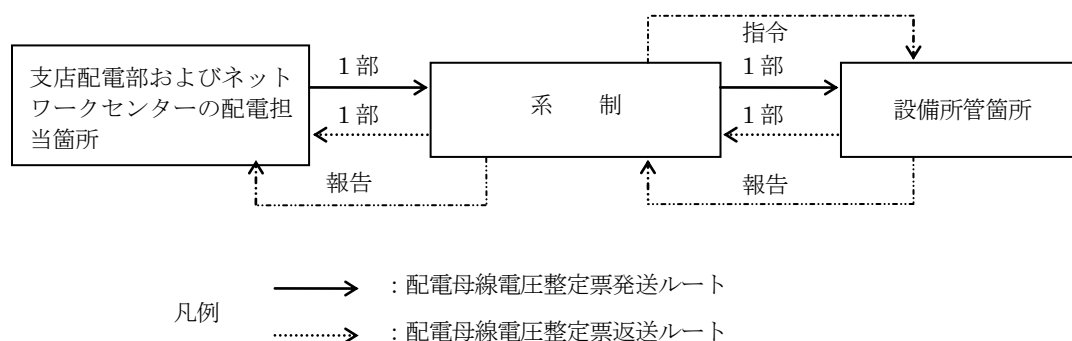 指令
支店配電部およびネット
ワークセンターの配電担
当箇所
1部
1部
系 制
1部
1部
設備所管箇所
報告
報告
凡例
:配電母線電圧整定票発送ルート
:配電母線電圧整定票返送ルート